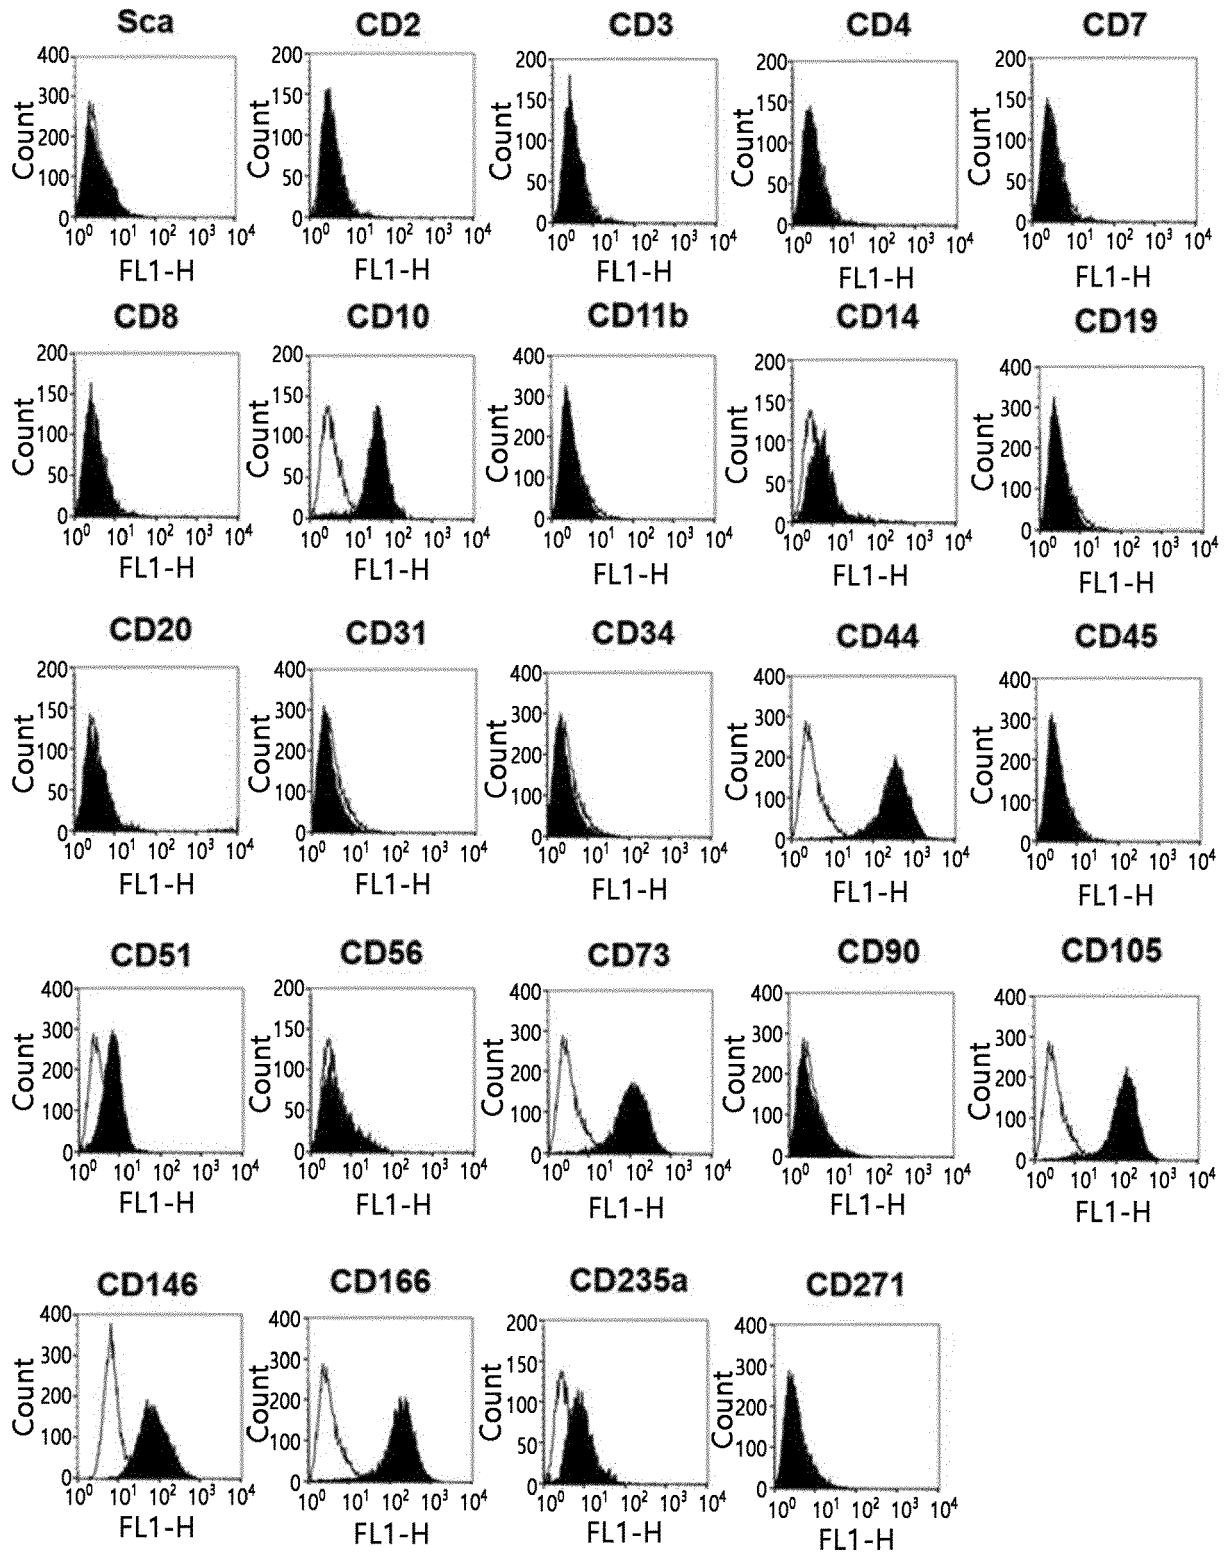 Sca CD2 CD3 CD4 CD7
400 300 200 100 0 Count 10⁰ 10¹ 10² 10³ 10⁴ FL1-H
200 150 100 50 0 Count 10⁰ 10¹ 10² 10³ 10⁴ FL1-H
200 150 100 50 0 Count 10⁰ 10¹ 10² 10³ 10⁴ FL1-H
200 150 100 50 0 Count 10⁰ 10¹ 10² 10³ 10⁴ FL1-H
200 150 100 50 0 Count 10⁰ 10¹ 10² 10³ 10⁴ FL1-H
CD8 CD10 CD11b CD14 CD19
200 150 100 50 0 Count 10⁰ 10¹ 10² 10³ 10⁴ FL1-H
200 150 100 50 0 Count 10⁰ 10¹ 10² 10³ 10⁴ FL1-H
400 300 200 100 0 Count 10⁰ 10¹ 10² 10³ 10⁴ FL1-H
200 150 100 50 0 Count 10⁰ 10¹ 10² 10³ 10⁴ FL1-H
400 300 200 100 0 Count 10⁰ 10¹ 10² 10³ 10⁴ FL1-H
CD20 CD31 CD34 CD44 CD45
200 150 100 50 0 Count 10⁰ 10¹ 10² 10³ 10⁴ FL1-H
400 300 200 100 0 Count 10⁰ 10¹ 10² 10³ 10⁴ FL1-H
400 300 200 100 0 Count 10⁰ 10¹ 10² 10³ 10⁴ FL1-H
400 300 200 100 0 Count 10⁰ 10¹ 10² 10³ 10⁴ FL1-H
400 300 200 100 0 Count 10⁰ 10¹ 10² 10³ 10⁴ FL1-H
CD51 CD56 CD73 CD90 CD105
400 300 200 100 0 Count 10⁰ 10¹ 10² 10³ 10⁴ FL1-H
200 150 100 50 0 Count 10⁰ 10¹ 10² 10³ 10⁴ FL1-H
400 300 200 100 0 Count 10⁰ 10¹ 10² 10³ 10⁴ FL1-H
400 300 200 100 0 Count 10⁰ 10¹ 10² 10³ 10⁴ FL1-H
400 300 200 100 0 Count 10⁰ 10¹ 10² 10³ 10⁴ FL1-H
CD146 CD166 CD235a CD271
400 300 200 100 0 Count 10⁰ 10¹ 10² 10³ 10⁴ FL1-H
400 300 200 100 0 Count 10⁰ 10¹ 10² 10³ 10⁴ FL1-H
200 150 100 50 0 Count 10⁰ 10¹ 10² 10³ 10⁴ FL1-H
400 300 200 100 0 Count 10⁰ 10¹ 10² 10³ 10⁴ FL1-H